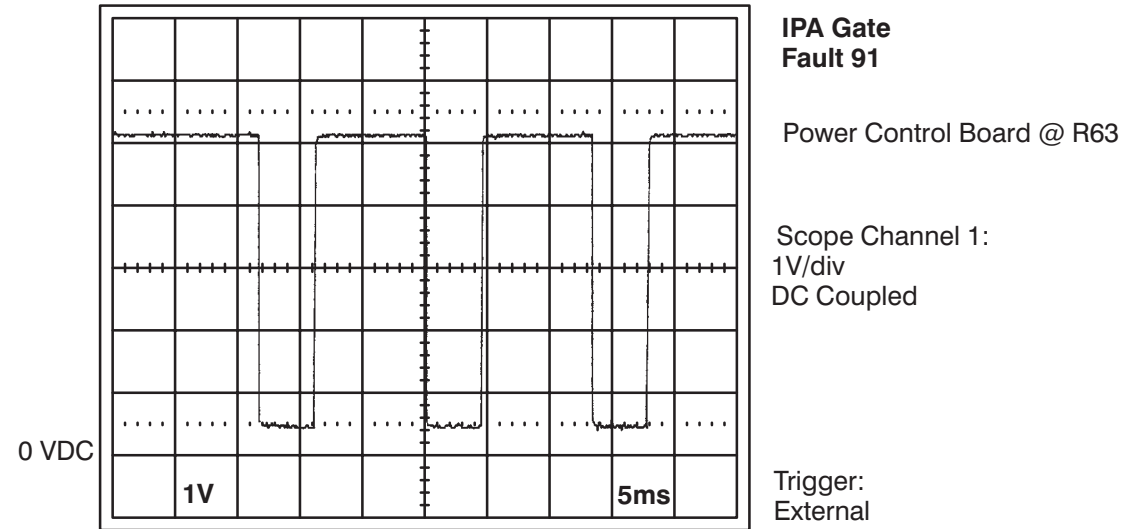 IPA Gate
Fault 91
Power Control Board @ R63
Scope Channel 1:
1V/div
DC Coupled
0 VDC
1V
5ms
Trigger:
External